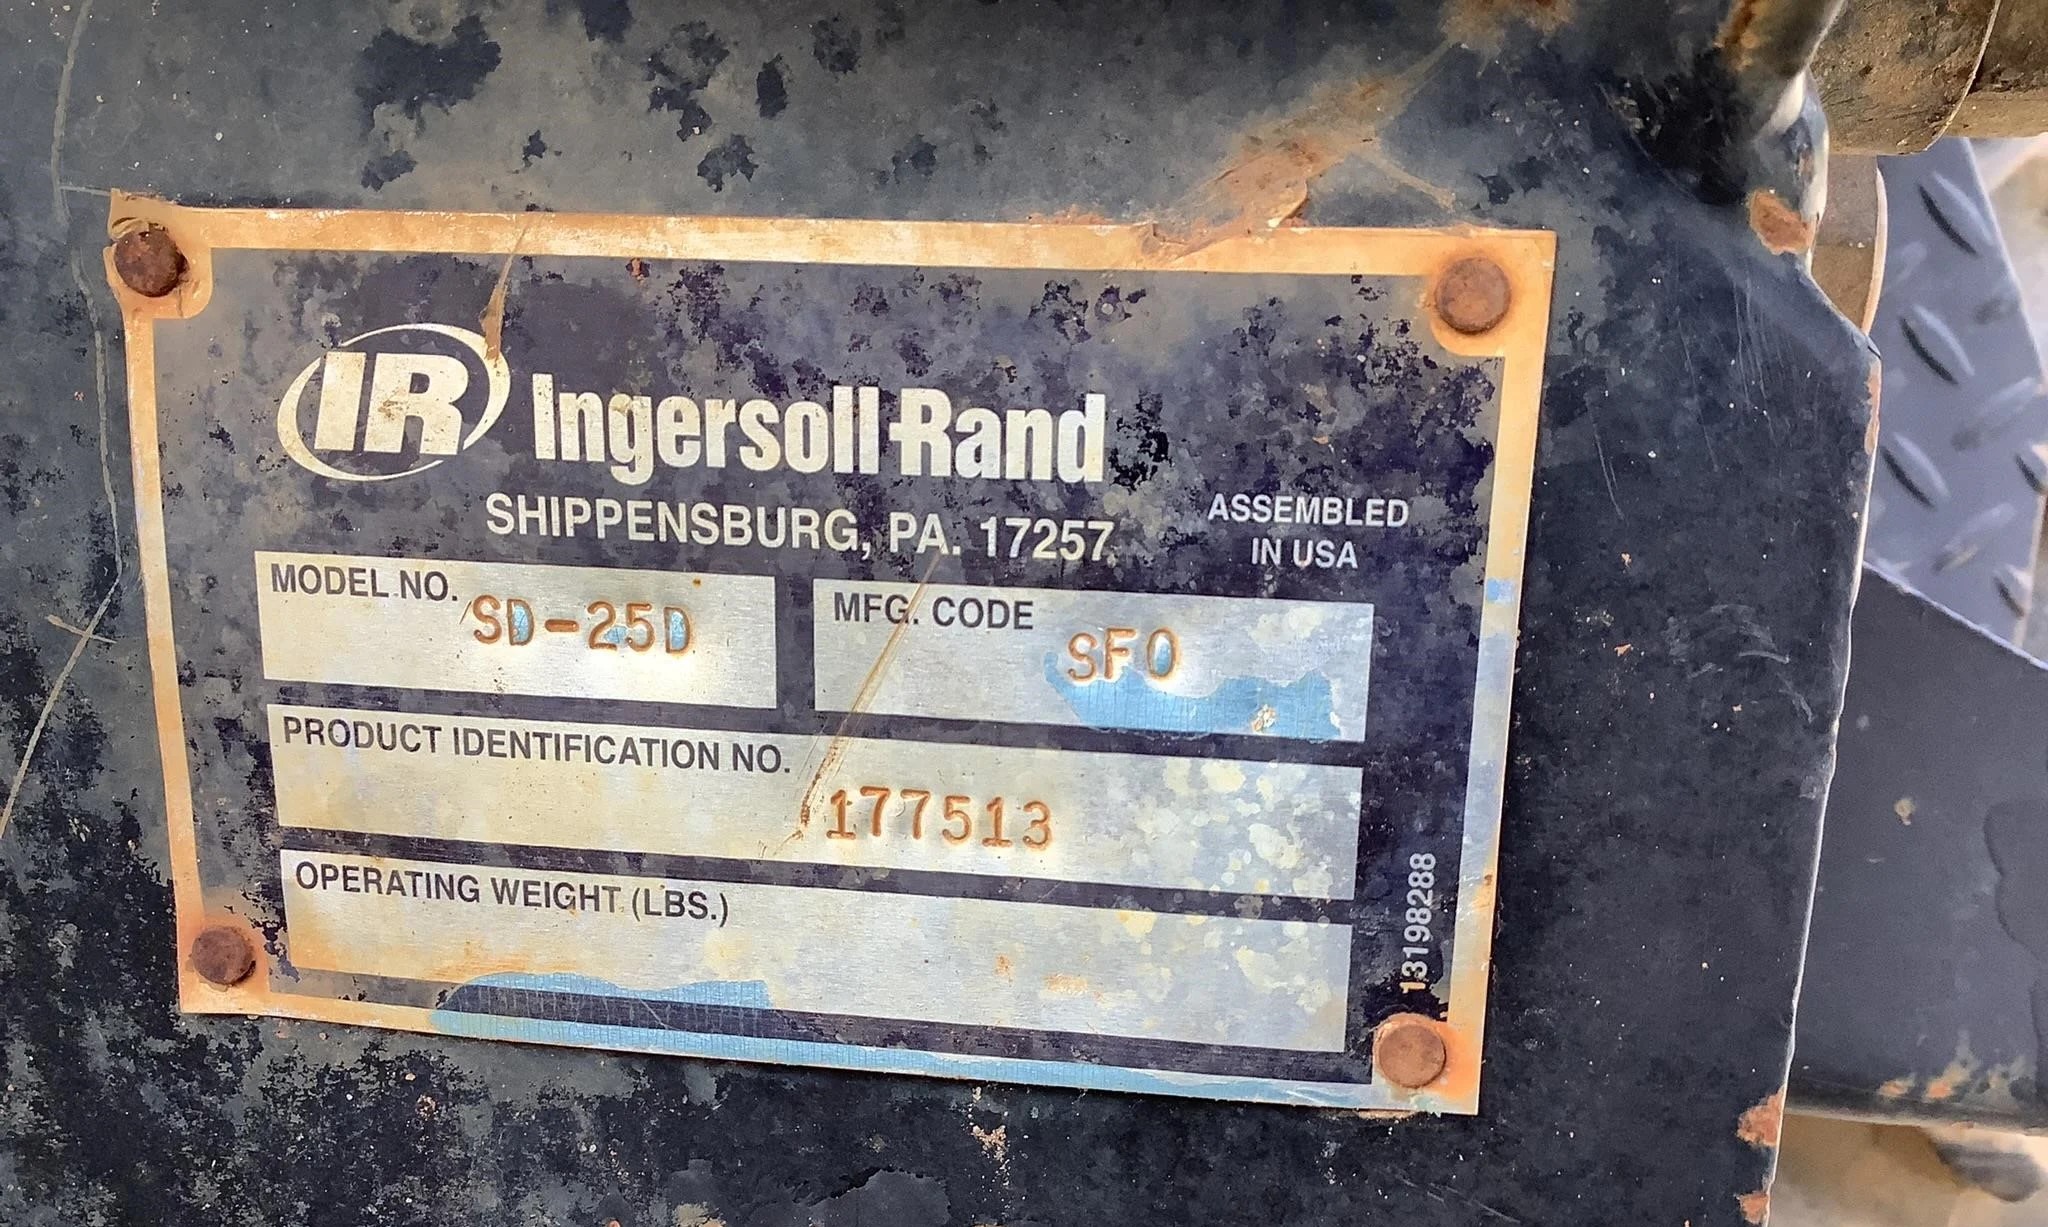 IR Ingersoll-Rand
SHIPPENSBURG, PA. 17257
ASSEMBLED
IN USA
MODEL NO. SD-25D
MFG. CODE SFO
PRODUCT IDENTIFICATION NO. 177513
OPERATING WEIGHT (LBS.)
13198288